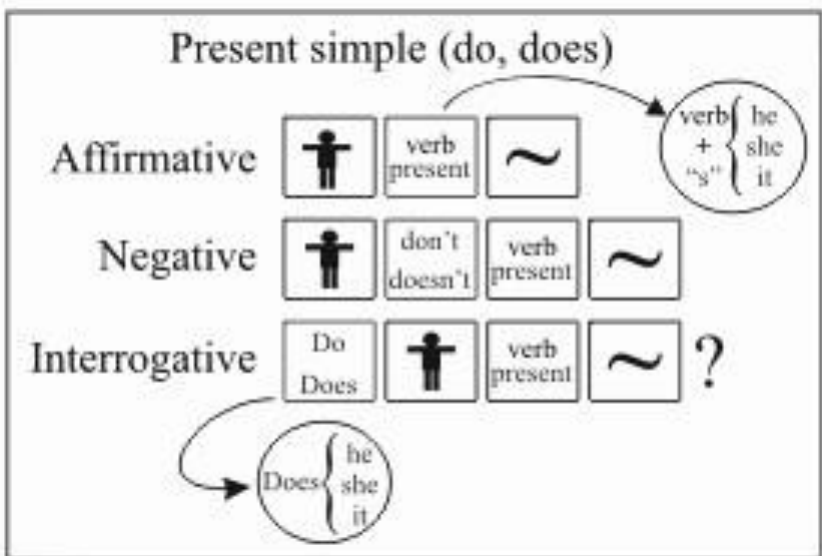 Present simple (do, does)
Affirmative
verb
present
~
verb
+
"s"
he
she
it
Negative
don't
doesn't
verb
present
~
Interrogative
Do
Does
verb
present
~
?
Does
he
she
it